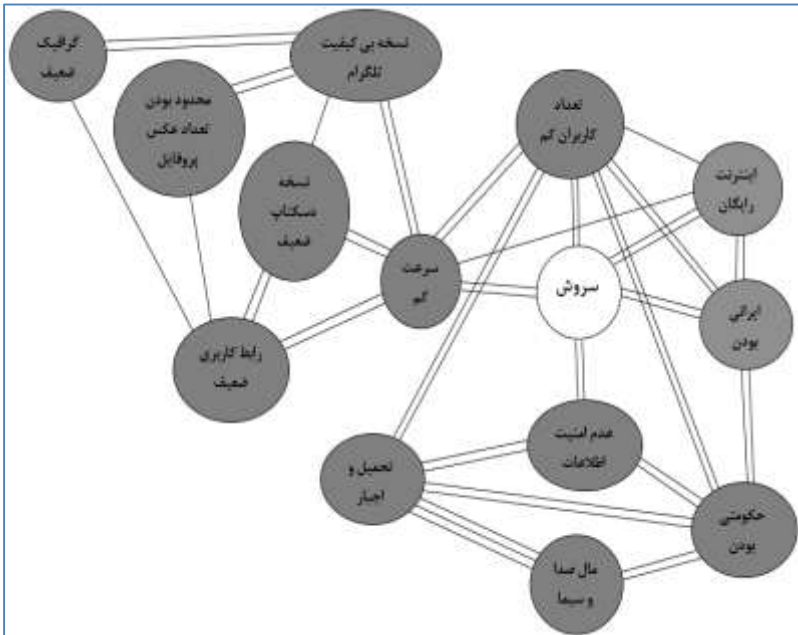 گرافیک
ضعیف
نسخه بی کیفیت
تلگرام
محدود بودن
تعداد عکس
پروفایل
تعداد
کاربران کم
اینترنت
رایگان
نسخه
دسکتاپ
ضعیف
سرعت
کم
سروش
ایرانی
بودن
رابط کاربری
ضعیف
عدم امنیت
اطلاعات
تحمیل و
اجبار
حکومتی
بودن
مال صدا
و سیما